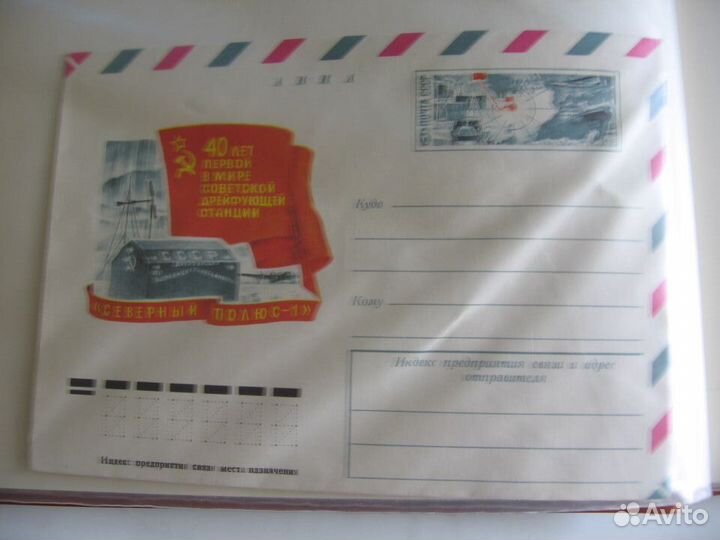 АВИА
ПОЧТА СССР
40 ЛЕТ
ПЕРВОЙ
В МИРЕ
СОВЕТСКОЙ
ДРЕЙФУЮЩЕЙ
СТАНЦИИ
СССР
«СЕВЕРНЫЙ ПОЛЮС-1»
Куда
Кому
Индекс предприятия связи и адрес
отправителя
Индекс предприятия связи места назначения
Avito